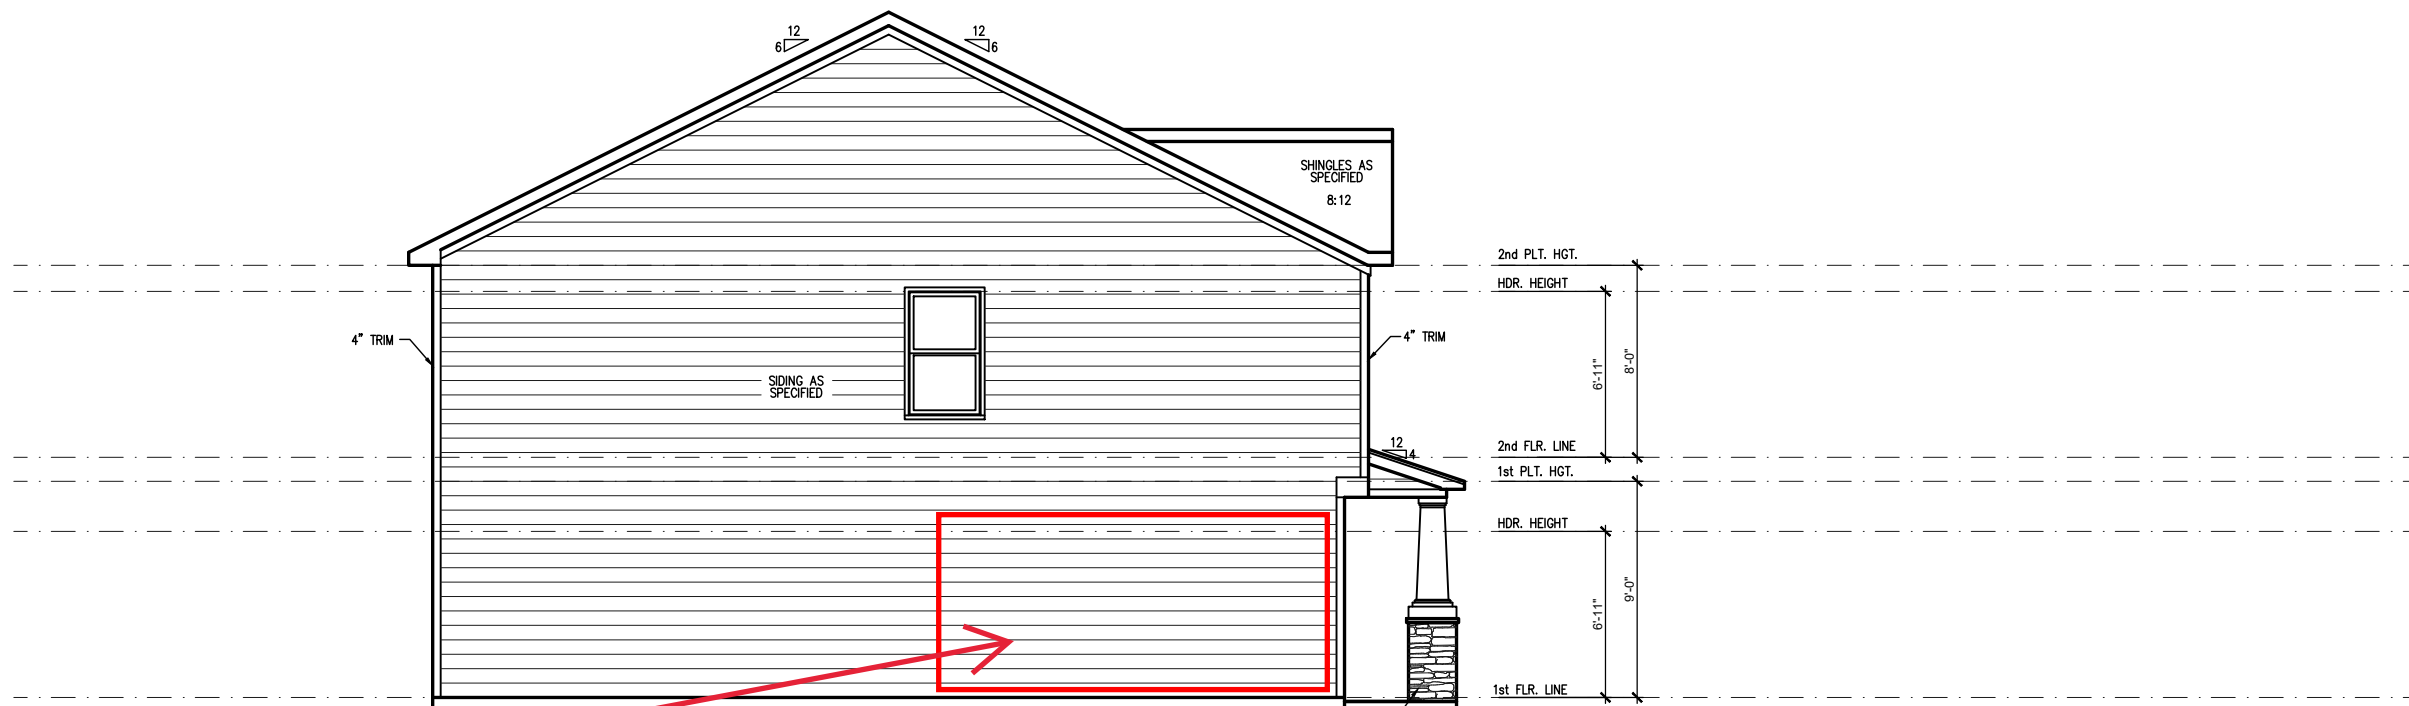 12
6
12
6
SHINGLES AS
SPECIFIED
8:12
2nd PLT. HGT.
HDR. HEIGHT
4" TRIM
4" TRIM
6'-11"
8'-0"
SIDING AS
SPECIFIED
12
4
2nd FLR. LINE
1st PLT. HGT.
HDR. HEIGHT
6'-11"
9'-0"
1st FLR. LINE